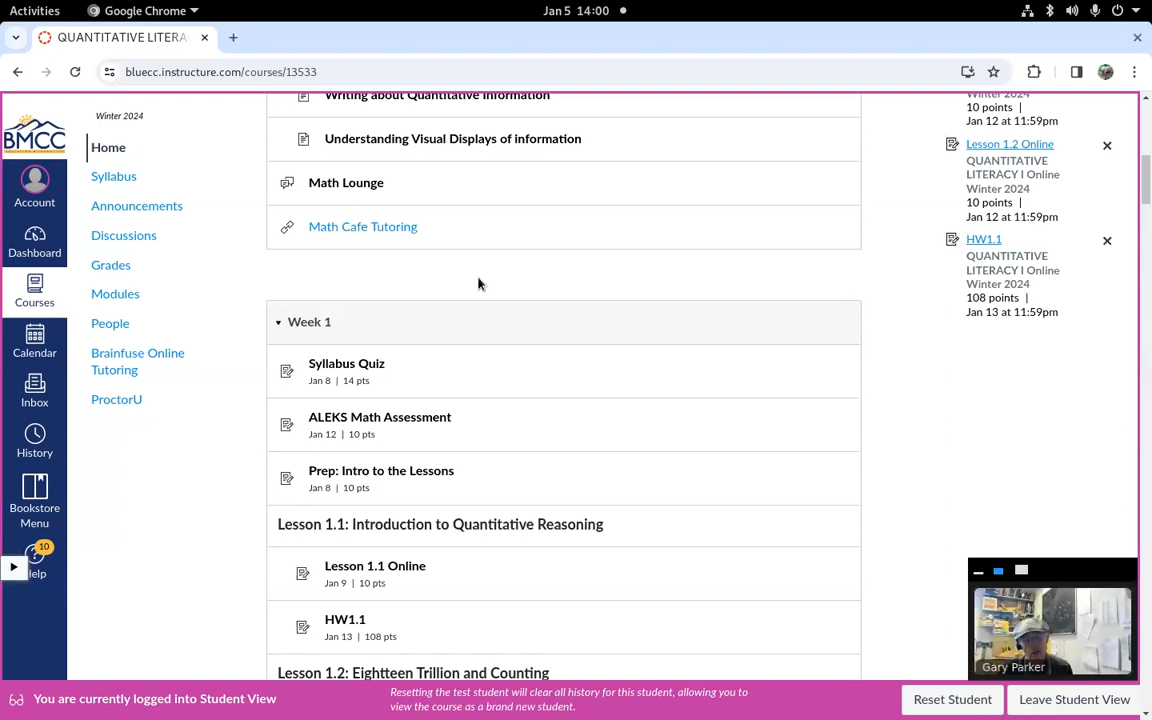 Activities
Google Chrome
Jan 5 14:00
QUANTITATIVE LITERA
bluecc.instructure.com/courses/13533
BMCC
Account
Dashboard
Courses
Calendar
Inbox
History
Bookstore
Menu
10
Help
Winter 2024
Home
Syllabus
Announcements
Discussions
Grades
Modules
People
Brainfuse Online
Tutoring
ProctorU
Writing about Quantitative Information
Understanding Visual Displays of information
Math Lounge
Math Cafe Tutoring
Week 1
Syllabus Quiz
Jan 8 | 14 pts
ALEKS Math Assessment
Jan 12 | 10 pts
Prep: Intro to the Lessons
Jan 8 | 10 pts
Lesson 1.1: Introduction to Quantitative Reasoning
Lesson 1.1 Online
Jan 9 | 10 pts
HW1.1
Jan 13 | 108 pts
Lesson 1.2: Eightteen Trillion and Counting
Winter 2024
10 points |
Jan 12 at 11:59pm
Lesson 1.2 Online
QUANTITATIVE
LITERACY I Online
Winter 2024
10 points |
Jan 12 at 11:59pm
HW1.1
QUANTITATIVE
LITERACY I Online
Winter 2024
108 points |
Jan 13 at 11:59pm
Gary Parker
You are currently logged into Student View
Resetting the test student will clear all history for this student, allowing you to
view the course as a brand new student.
Reset Student
Leave Student View